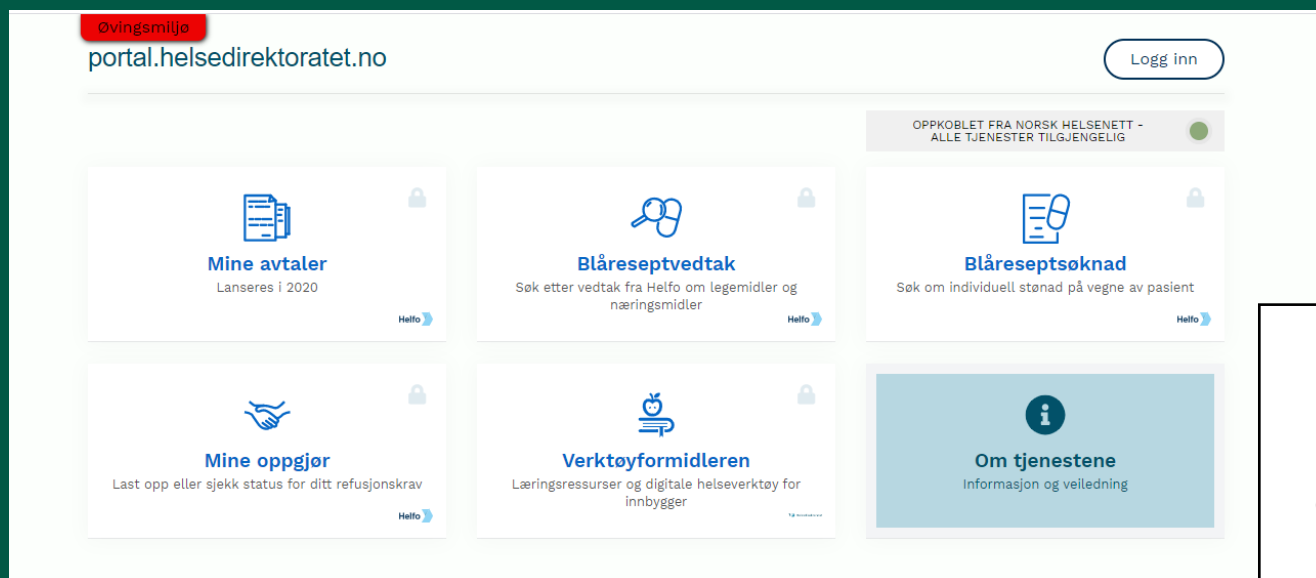 Øvingsmiljø
portal.helsedirektoratet.no
Logg inn
OPPKOBLET FRA NORSK HELSENETT -
ALLE TJENESTER TILGJENGELIG
Mine avtaler
Lanseres i 2020
Helfo
Blåreseptvedtak
Søk etter vedtak fra Helfo om legemidler og
næringsmidler
Helfo
Blåreseptsøknad
Søk om individuell stønad på vegne av pasient
Helfo
Mine oppgjør
Last opp eller sjekk status for ditt refusjonskrav
Helfo
Verktøyformidleren
Læringsressurser og digitale helseverktøy for
innbygger
Om tjenestene
Informasjon og veiledning